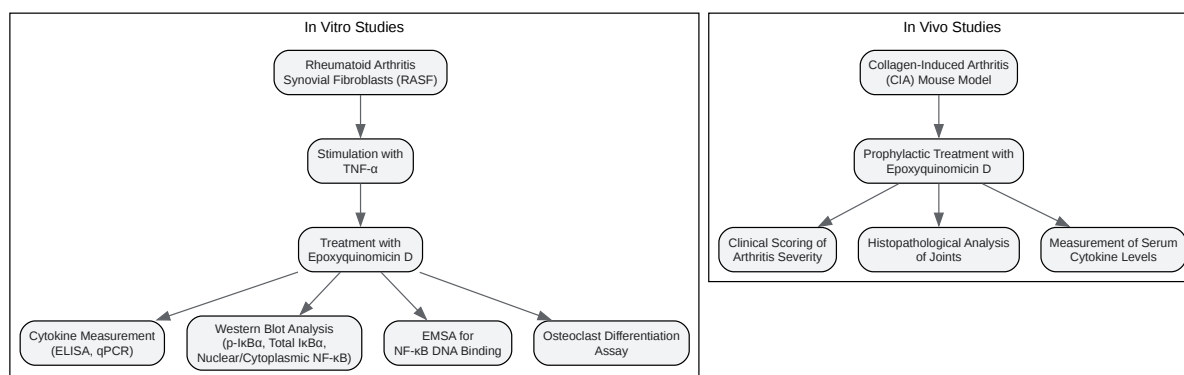 In Vitro Studies
Rheumatoid Arthritis
Synovial Fibroblasts (RASF)
Stimulation with
TNF-α
Treatment with
Epoxyquinomicin D
Cytokine Measurement
(ELISA, qPCR)
Western Blot Analysis
(p-IκBα, Total IκBα,
Nuclear/Cytoplasmic NF-κB)
EMSA for
NF-κB DNA Binding
Osteoclast Differentiation
Assay
In Vivo Studies
Collagen-Induced Arthritis
(CIA) Mouse Model
Prophylactic Treatment with
Epoxyquinomicin D
Clinical Scoring of
Arthritis Severity
Histopathological Analysis
of Joints
Measurement of Serum
Cytokine Levels